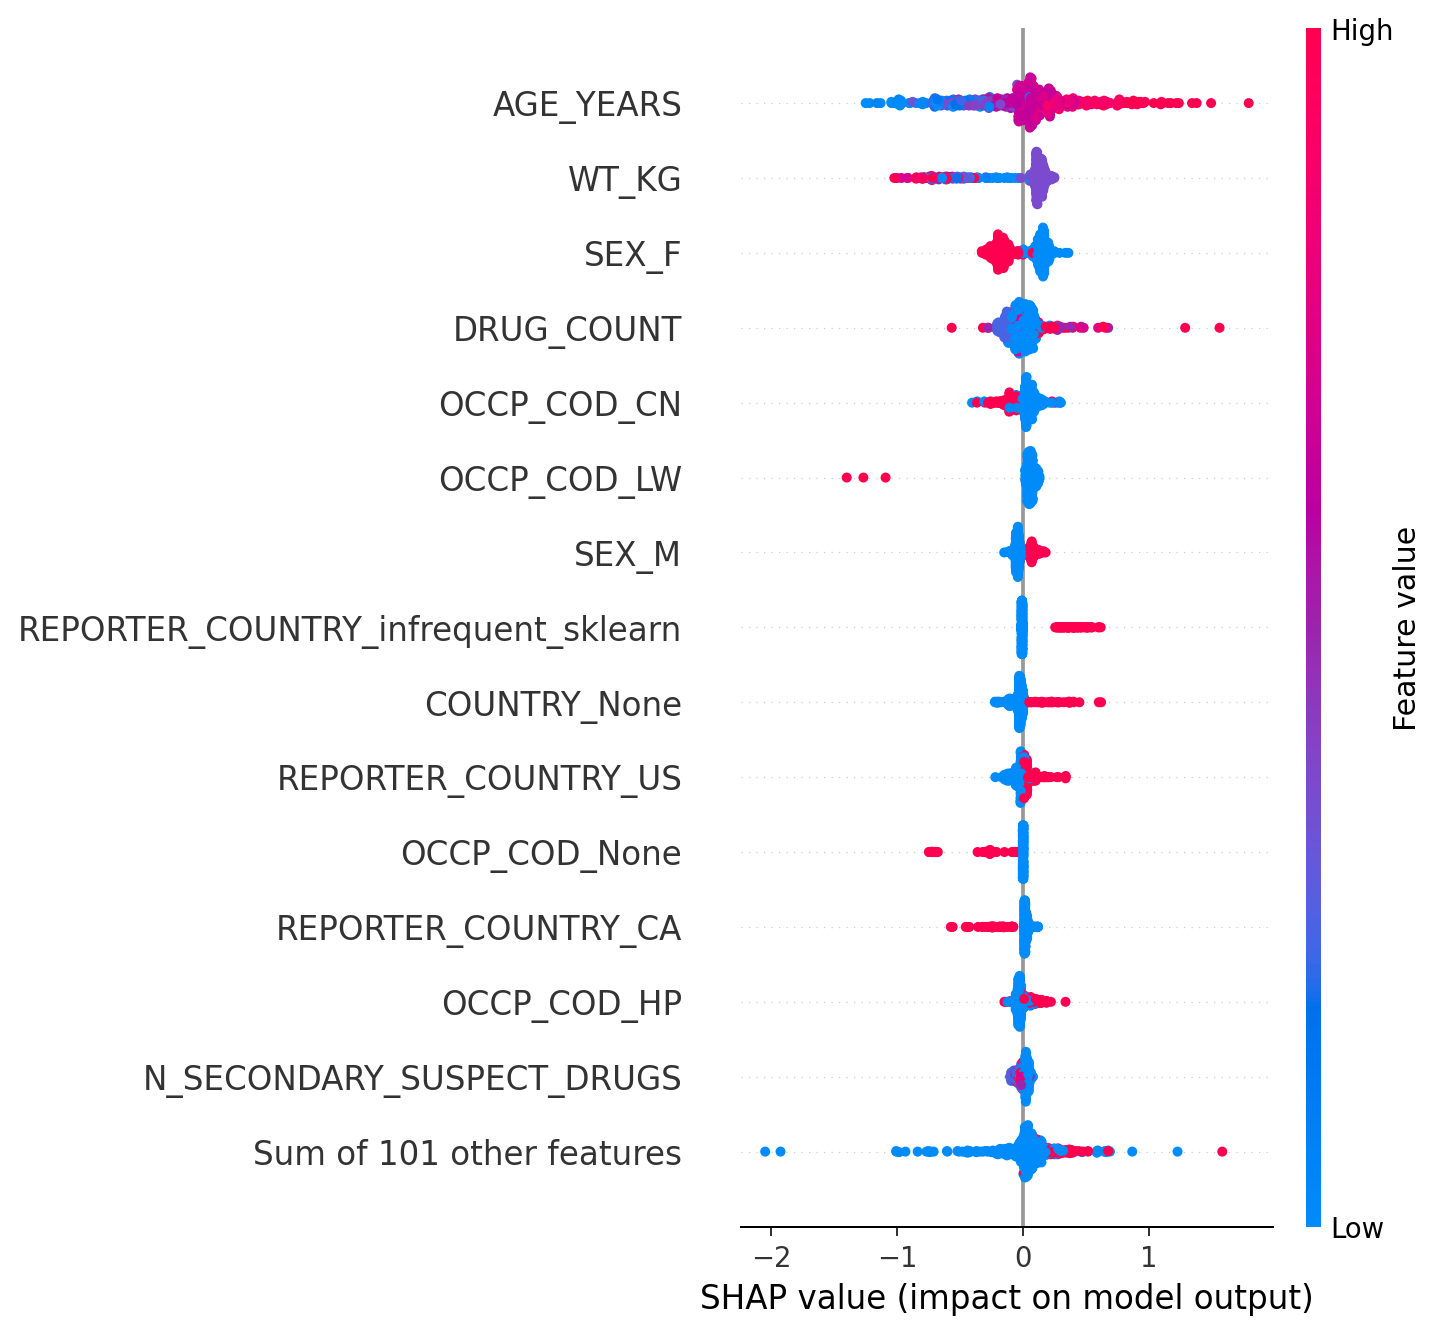 High
AGE_YEARS
WT_KG
SEX_F
DRUG_COUNT
OCCP_COD_CN
OCCP_COD_LW
SEX_M
REPORTER_COUNTRY_infrequent_sklearn
COUNTRY_None
REPORTER_COUNTRY_US
OCCP_COD_None
REPORTER_COUNTRY_CA
OCCP_COD_HP
N_SECONDARY_SUSPECT_DRUGS
Sum of 101 other features
Feature value
Low
−2 −1 0 1
SHAP value (impact on model output)